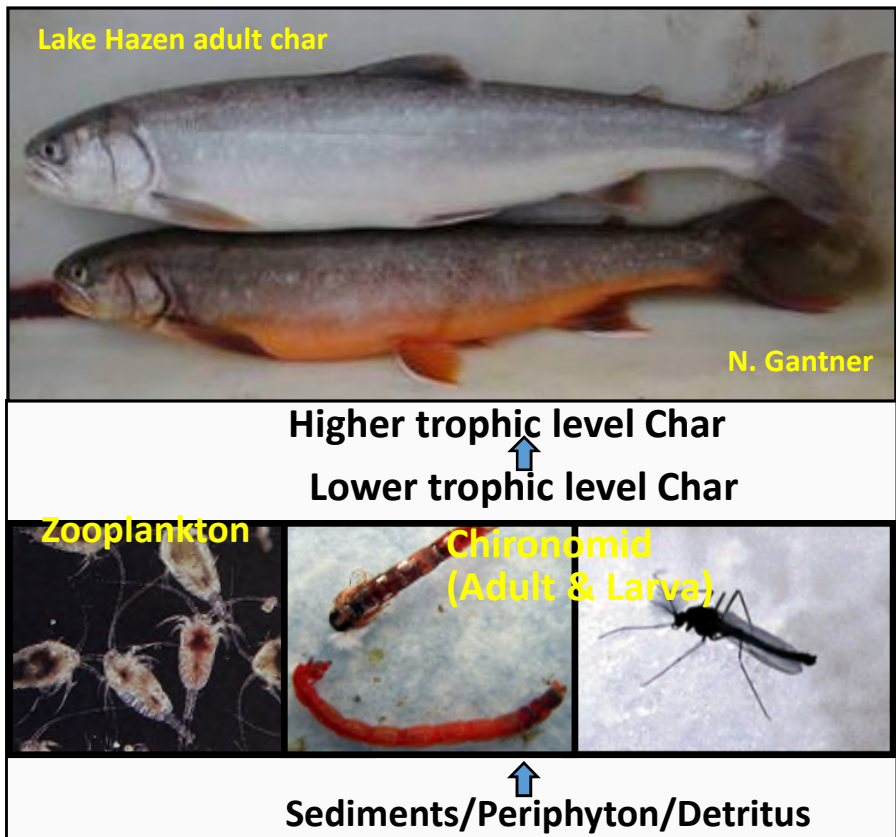 Lake Hazen adult char
N. Gantner
Higher trophic level Char
Lower trophic level Char
Zooplankton
Chironomid
(Adult & Larva)
Sediments/Periphyton/Detritus